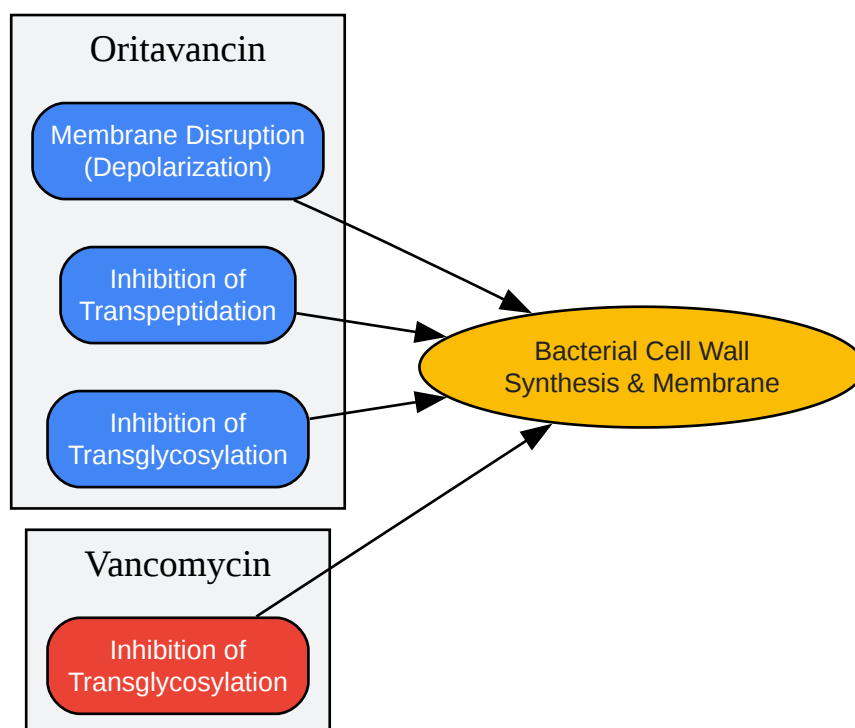 Oritavancin
Membrane Disruption
(Depolarization)
Inhibition of
Transpeptidation
Inhibition of
Transglycosylation
Bacterial Cell Wall
Synthesis & Membrane
Vancomycin
Inhibition of
Transglycosylation